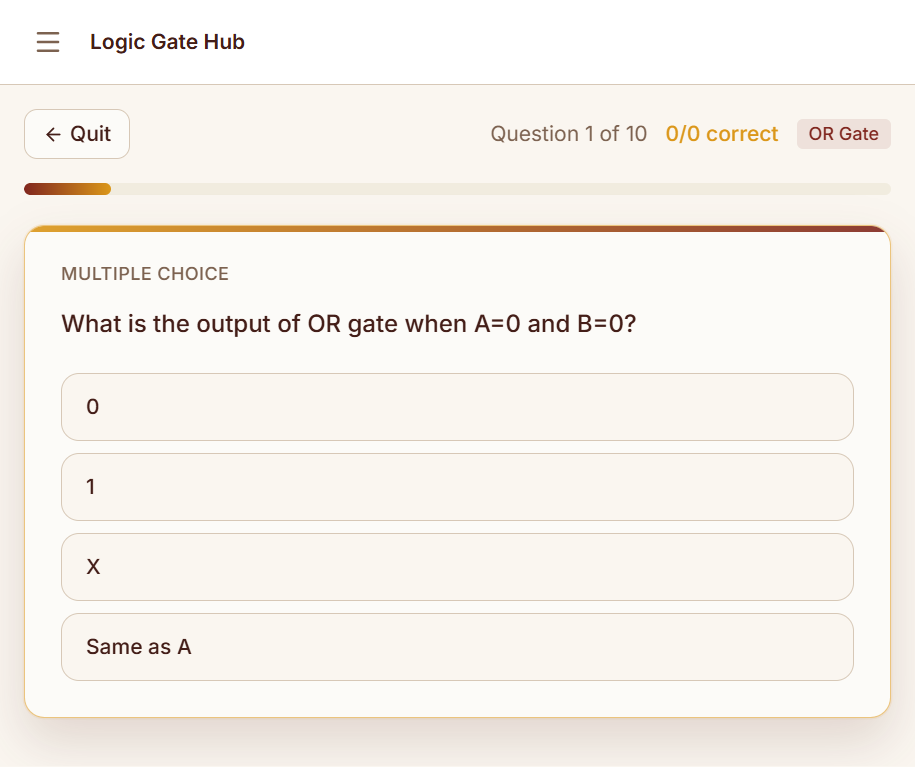 Logic Gate Hub
← Quit
Question 1 of 10
0/0 correct
OR Gate
MULTIPLE CHOICE
What is the output of OR gate when A=0 and B=0?
0
1
X
Same as A